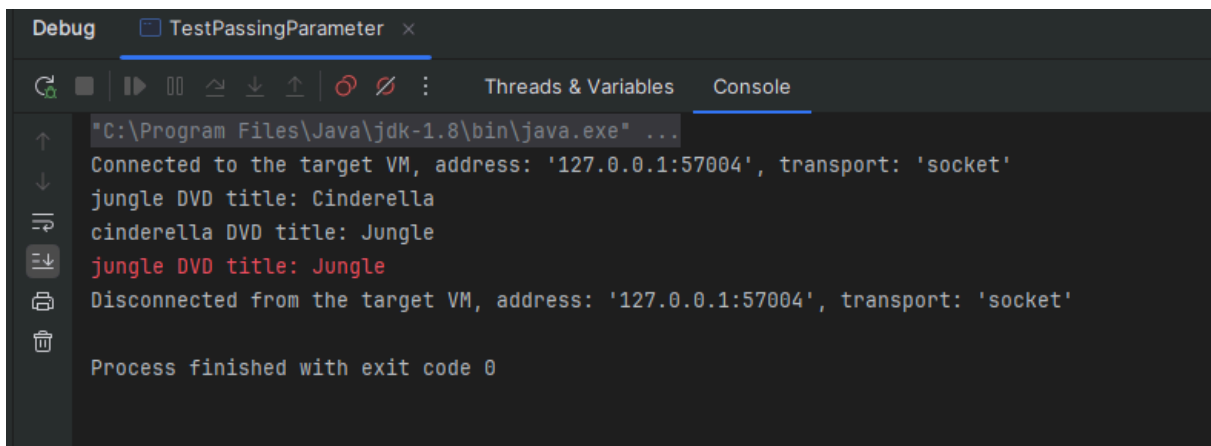 Debug TestPassingParameter
Threads & Variables Console
"C:\Program Files\Java\jdk-1.8\bin\java.exe" ...
Connected to the target VM, address: '127.0.0.1:57004', transport: 'socket'
jungle DVD title: Cinderella
cinderella DVD title: Jungle
jungle DVD title: Jungle
Disconnected from the target VM, address: '127.0.0.1:57004', transport: 'socket'
Process finished with exit code 0